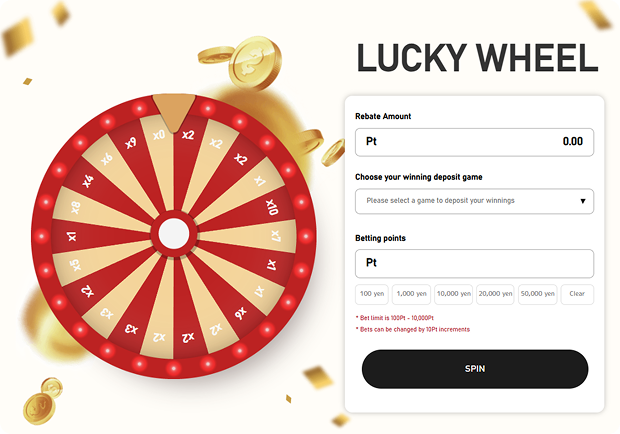 LUCKY WHEEL
x0
x2
x2
x2
x1
x10
x7
x1
x1
x6
x2
x2
x2
x3
x3
x2
x5
x1
x8
x4
x6
x9
Rebate Amount
Pt 0.00
Choose your winning deposit game
Please select a game to deposit your winnings
Betting points
Pt
100 yen 1,000 yen 10,000 yen 20,000 yen 50,000 yen Clear
* Bet limit is 100Pt ~ 10,000Pt
* Bets can be changed by 10Pt increments
SPIN